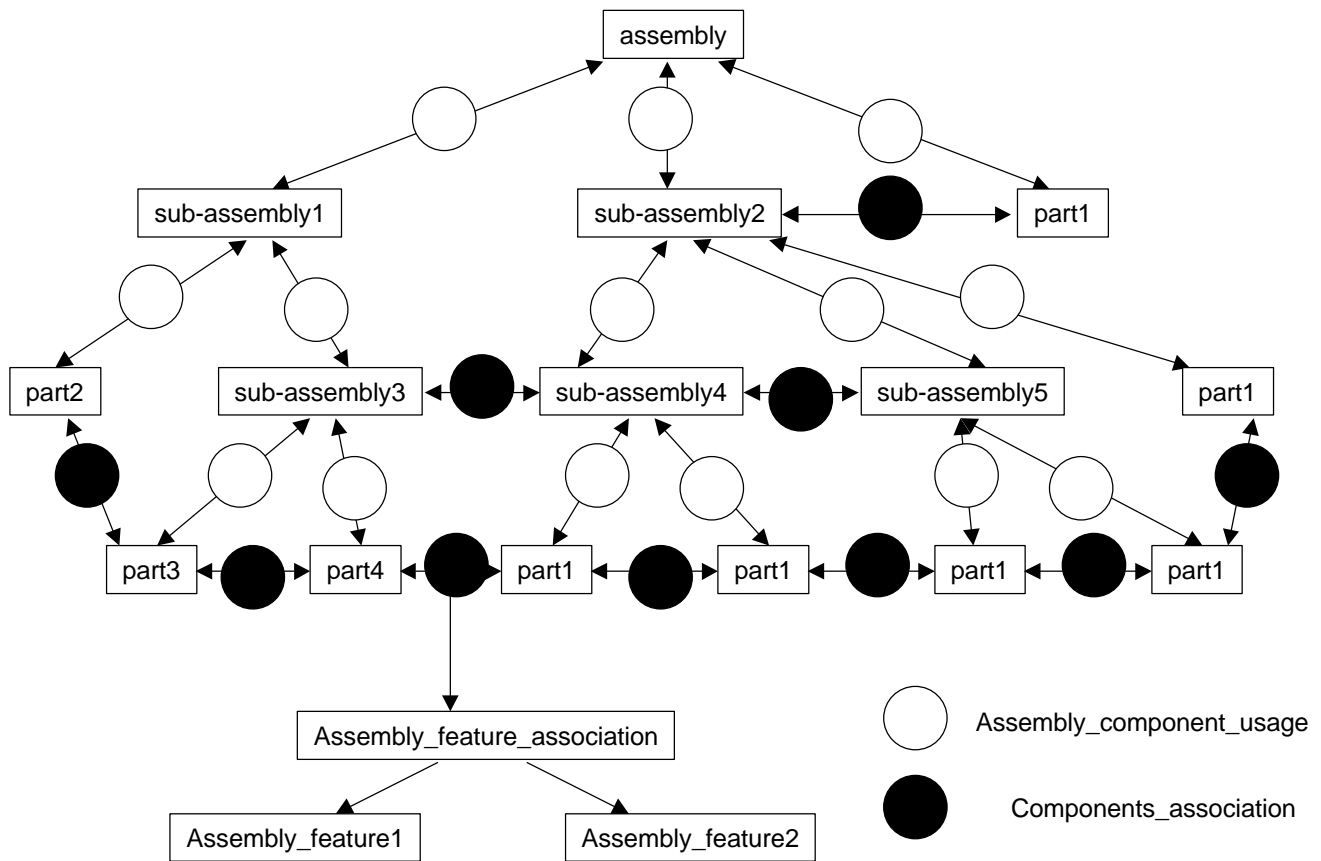 assembly
sub-assembly1
sub-assembly2
part1
part2
sub-assembly3
sub-assembly4
sub-assembly5
part1
part3
part4
part1
part1
part1
part1
Assembly_feature_association
Assembly_component_usage
Components_association
Assembly_feature1
Assembly_feature2